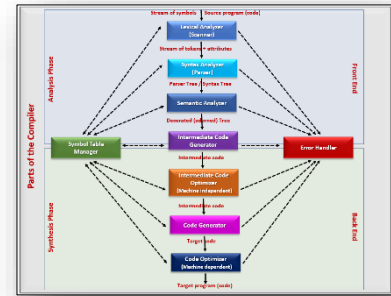 Stream of symbols
Source program (code)
Lexical Analyzer
[Scanner]
Stream of tokens + attributes
Syntax Analyzer
[Parser]
Parser Tree / Syntax Tree
Semantic Analyzer
Decorated (adorned) Tree
Intermediate Code
Generator
Symbol Table
Manager
Error Handler
Intermediate code
Intermediate Code
Optimizer
(Machine independent)
Intermediate code
Code Generator
Target code
Code Optimizer
(Machine dependent)
Target program (code)
Parts of the Compiler
Analysis Phase
Synthesis Phase
Front End
Back End